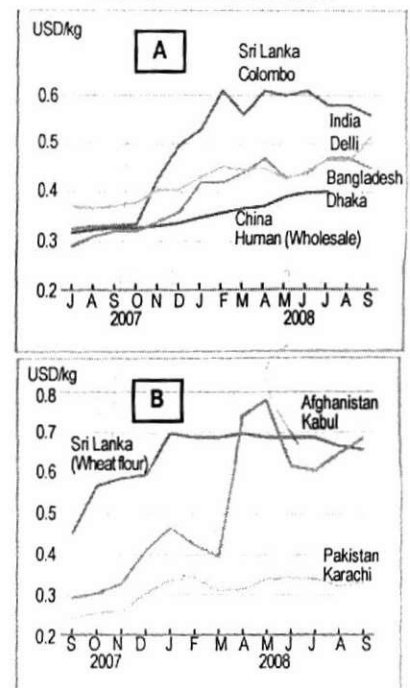 USD/kg
A
Sri Lanka
Colombo
0.6
India
0.5
Delli
0.4
Bangladesh
Dhaka
China
Human (Wholesale)
0.3
0.2
J A S O N D J F M A M J J A S
2007 2008
USD/kg
B
0.8
Afghanistan
Kabul
0.7
Sri Lanka
(Wheat flour)
0.6
0.5
0.4
Pakistan
Karachi
0.3
0.2
S O N D J F M A M J J A S
2007 2008